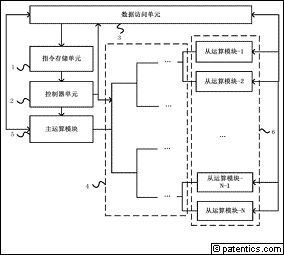 数据访问单元
3
指令存储单元
1
控制器单元
2
主运算模块
5
4
从运算模块-1
从运算模块-2
...
...
...
...
...
6
从运算模块-
N-1
从运算模块-N
© patentics.com